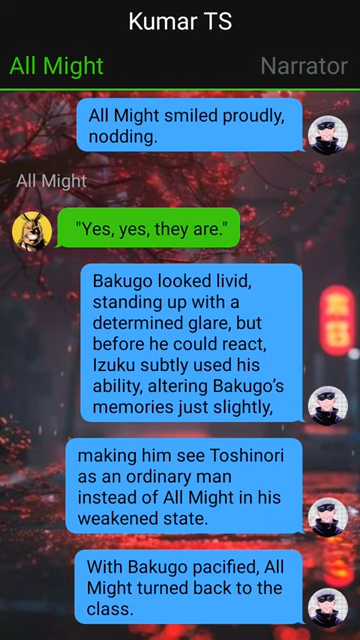 Kumar TS
All Might
Narrator
All Might smiled proudly,
nodding.
All Might
"Yes, yes, they are."
Bakugo looked livid,
standing up with a
determined glare, but
before he could react,
Izuku subtly used his
ability, altering Bakugo's
memories just slightly,
making him see Toshinori
as an ordinary man
instead of All Might in his
weakened state.
With Bakugo pacified, All
Might turned back to the
class.